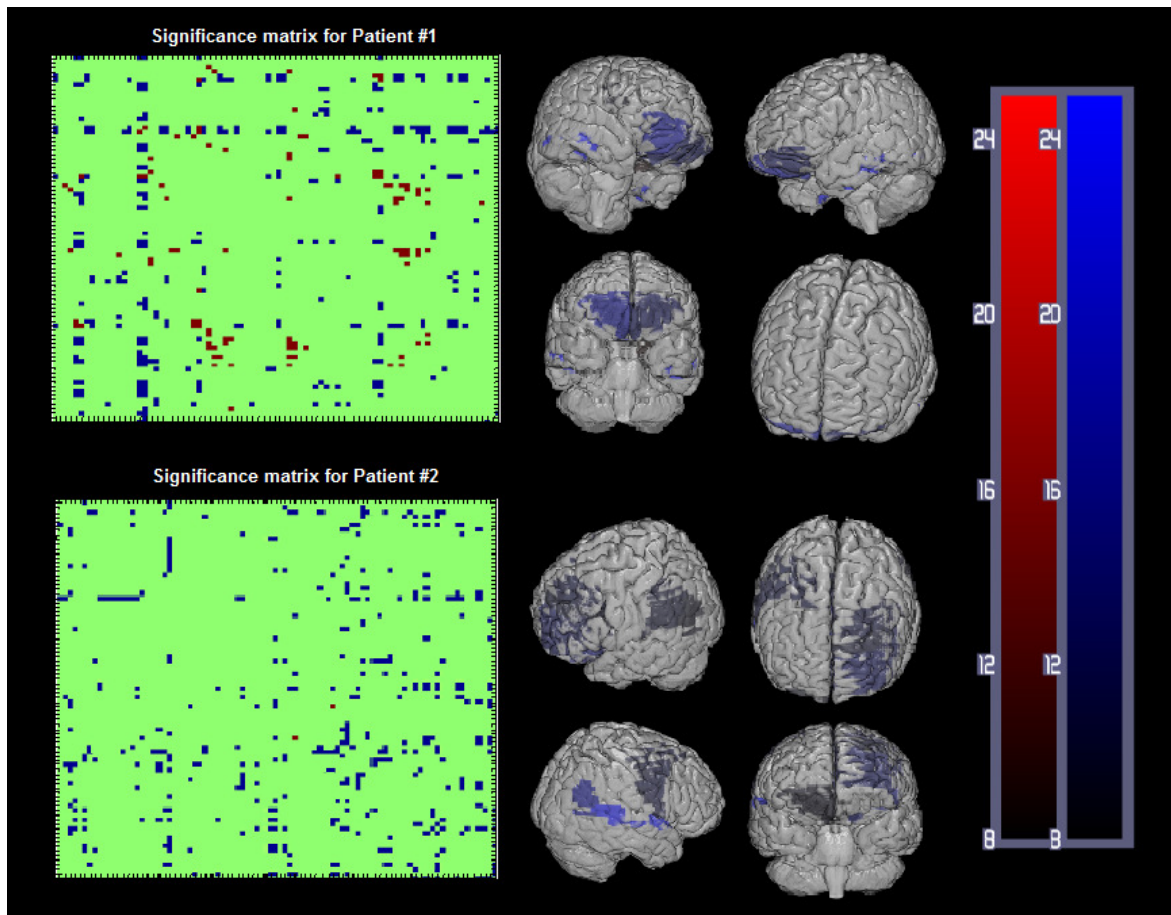 Significance matrix for Patient #1
24 24
20 20
16 16
Significance matrix for Patient #2
12 12
8 8